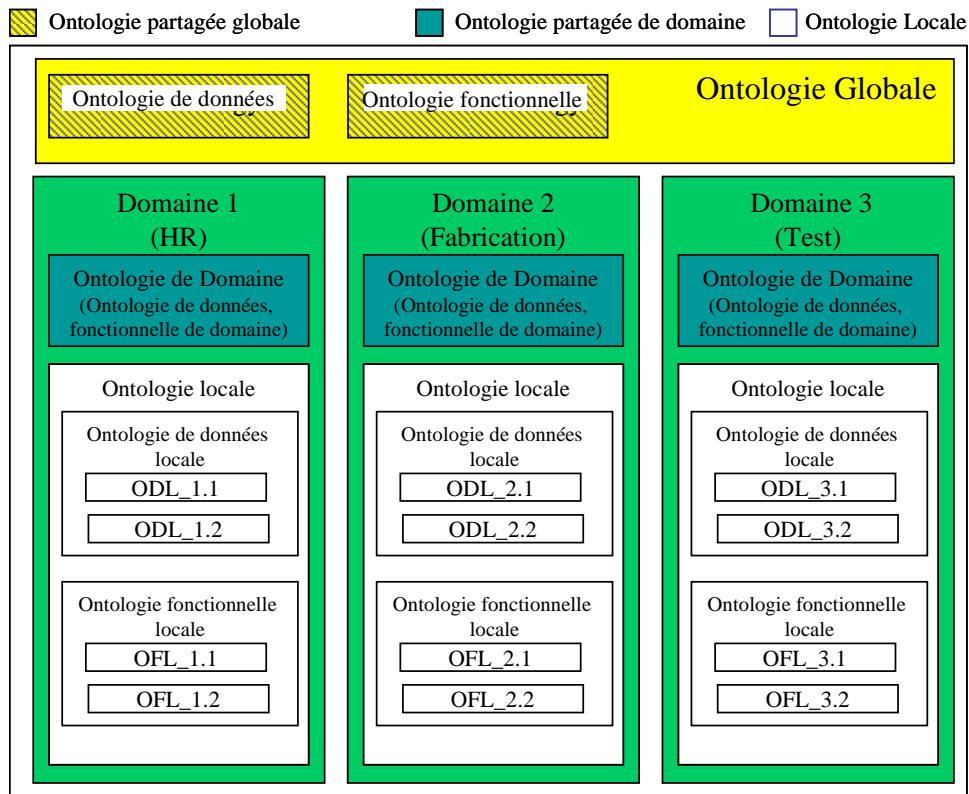 Ontologie partagée globale
Ontologie partagée de domaine
Ontologie Locale
Ontologie de données
Ontologie fonctionnelle
Ontologie Globale
Domaine 1
(HR)
Ontologie de Domaine
(Ontologie de données,
fonctionnelle de domaine)
Ontologie locale
Ontologie de données
locale
ODL_1.1
ODL_1.2
Ontologie fonctionnelle
locale
OFL_1.1
OFL_1.2
Domaine 2
(Fabrication)
Ontologie de Domaine
(Ontologie de données,
fonctionnelle de domaine)
Ontologie locale
Ontologie de données
locale
ODL_2.1
ODL_2.2
Ontologie fonctionnelle
locale
OFL_2.1
OFL_2.2
Domaine 3
(Test)
Ontologie de Domaine
(Ontologie de données,
fonctionnelle de domaine)
Ontologie locale
Ontologie de données
locale
ODL_3.1
ODL_3.2
Ontologie fonctionnelle
locale
OFL_3.1
OFL_3.2